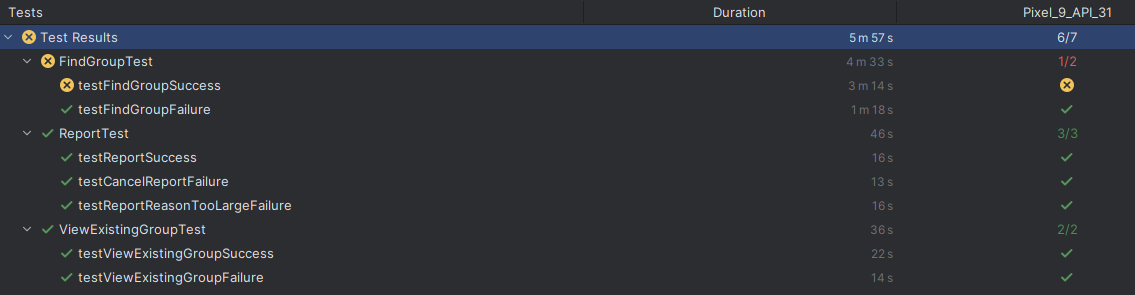 Tests Duration Pixel_9_API_31
Test Results 5 m 57 s 6/7
FindGroupTest 4 m 33 s 1/2
testFindGroupSuccess 3 m 14 s
testFindGroupFailure 1 m 18 s
ReportTest 46 s 3/3
testReportSuccess 16 s
testCancelReportFailure 13 s
testReportReasonTooLargeFailure 16 s
ViewExistingGroupTest 36 s 2/2
testViewExistingGroupSuccess 22 s
testViewExistingGroupFailure 14 s